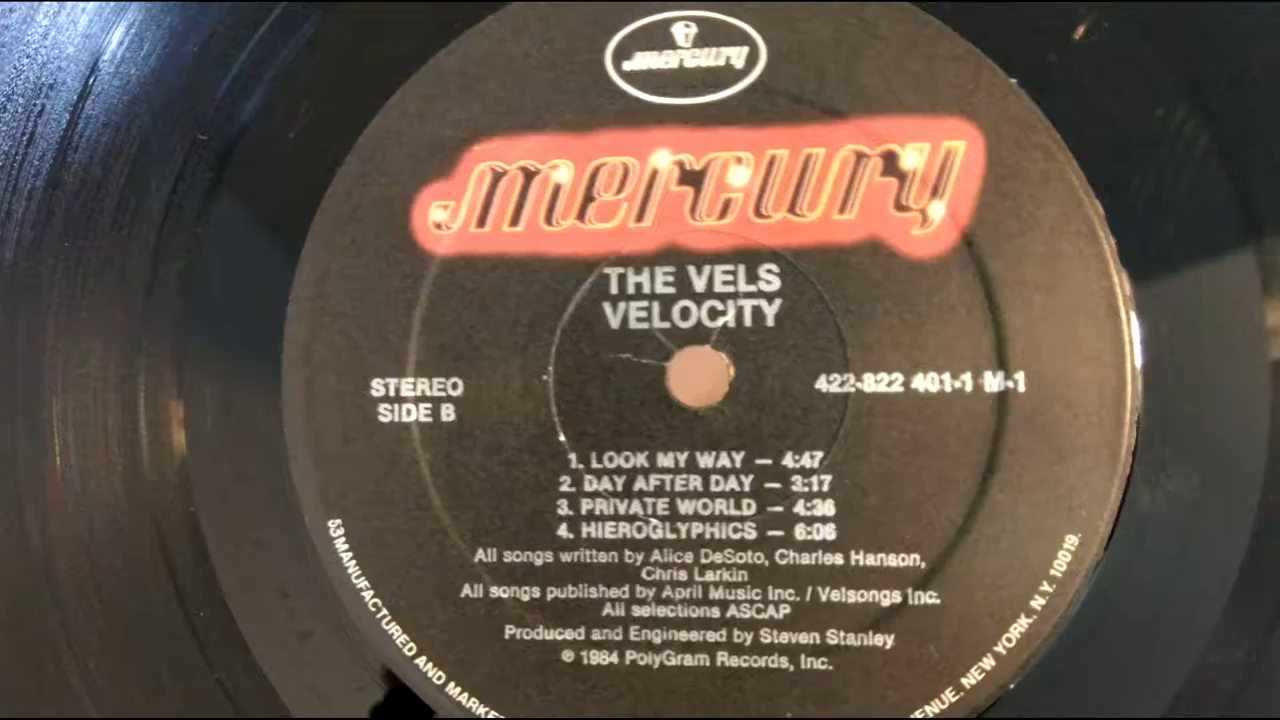 mercury
mercury
THE VELS
VELOCITY
STEREO
SIDE B
422-822 401-1 M-1
1. LOOK MY WAY — 4:47
2. DAY AFTER DAY — 3:17
3. PRIVATE WORLD — 4:36
4. HIEROGLYPHICS — 6:06
All songs written by Alice DeSoto, Charles Hanson,
Chris Larkin
All songs published by April Music Inc. / Velsongs Inc.
All selections ASCAP
Produced and Engineered by Steven Stanley
℗ 1984 PolyGram Records, Inc.
53 MANUFACTURED AND
NEW YORK, N.Y. 10019.